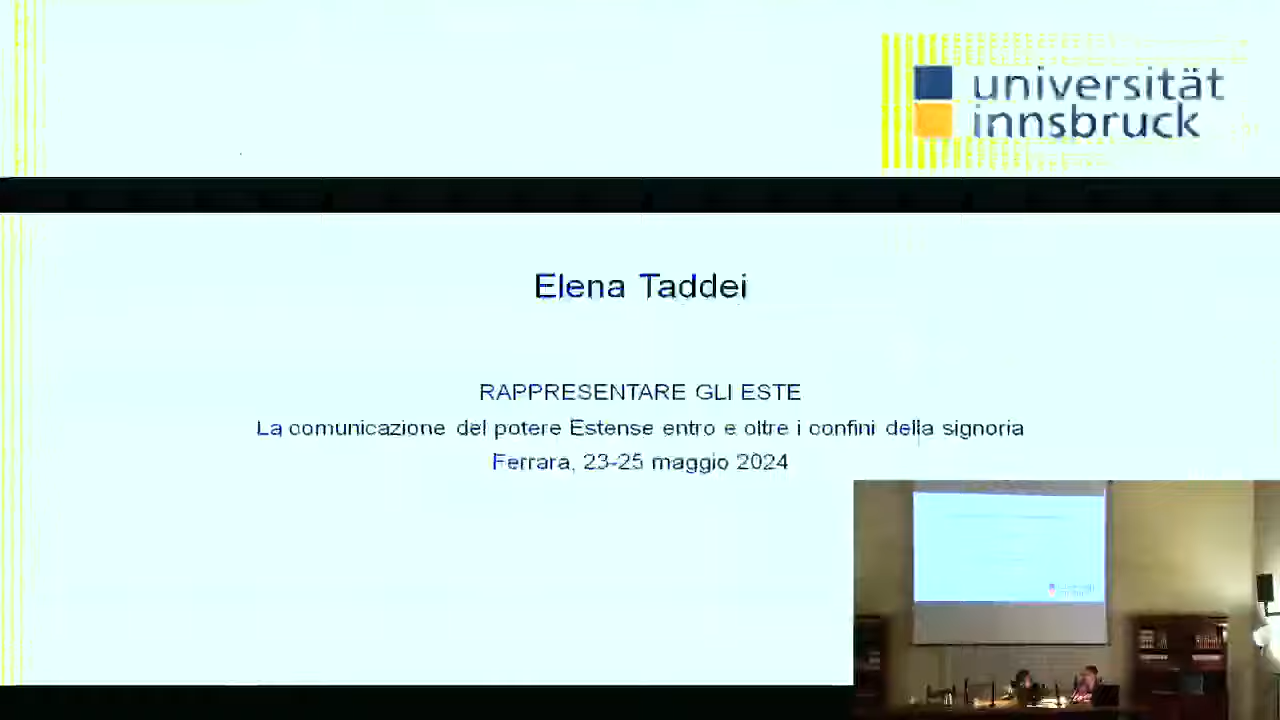 universität
innsbruck
Elena Taddei
RAPPRESENTARE GLI ESTE
La comunicazione del potere Estense entro e oltre i confini della signoria
Ferrara, 23-25 maggio 2024